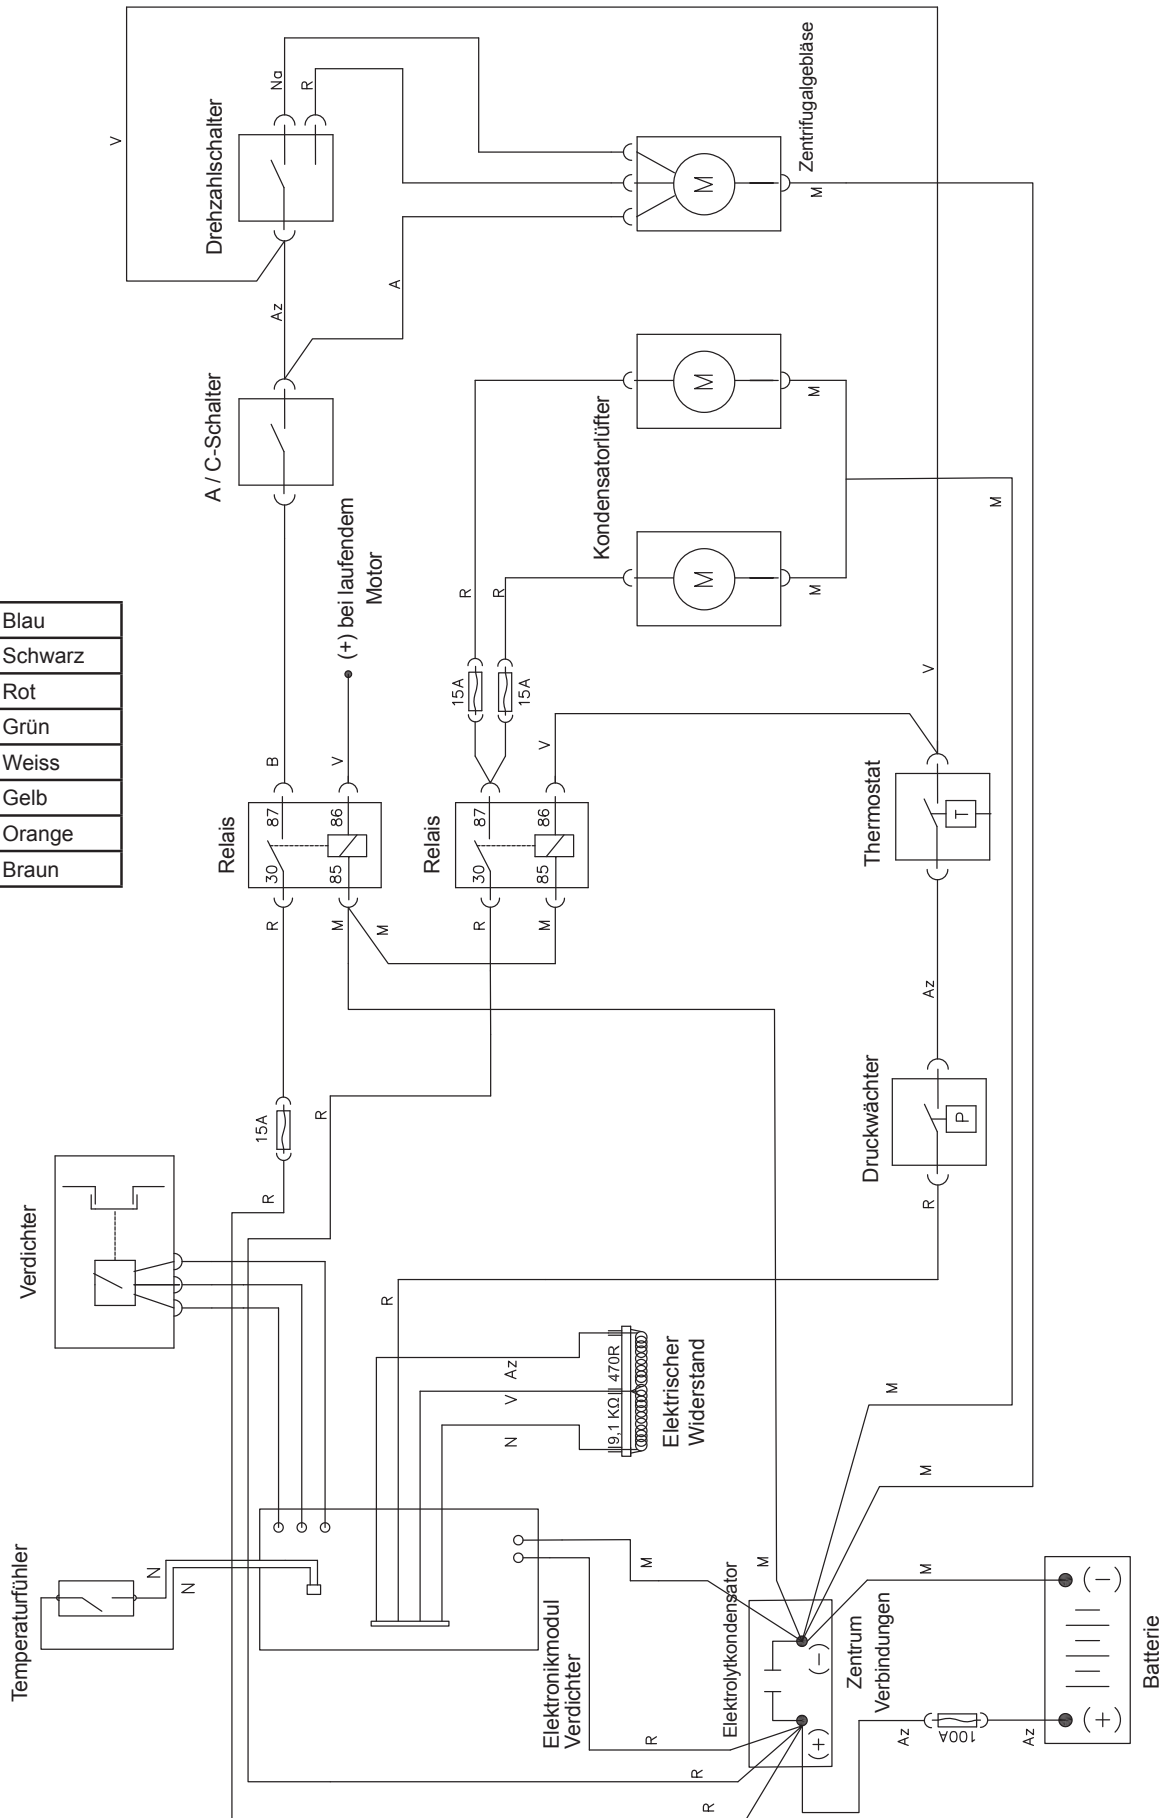 Blau
Schwarz
Rot
Grün
Weiss
Gelb
Orange
Braun
Temperaturfühler
N
N
Verdichter
Elektronikmodul
Verdichter
Elektrischer
Widerstand
9,1 KΩ
470R
N
V
Az
R
15A
R
R
R
Relais
30
87
85
86
R
M
M
B
V
(+) bei laufendem
Motor
Relais
30
87
85
86
R
M
V
15A
15A
R
R
A / C-Schalter
Az
A
Drehzahlschalter
V
Na
R
Zentrifugalgebläse
M
M
Kondensatorlüfter
M
M
M
M
M
V
Thermostat
T
Az
Druckwächter
P
R
Elektrolytkondensator
(+)
(−)
Zentrum
Verbindungen
R
R
R
M
M
M
M
M
Az
100A
Az
Batterie
(+)
(−)